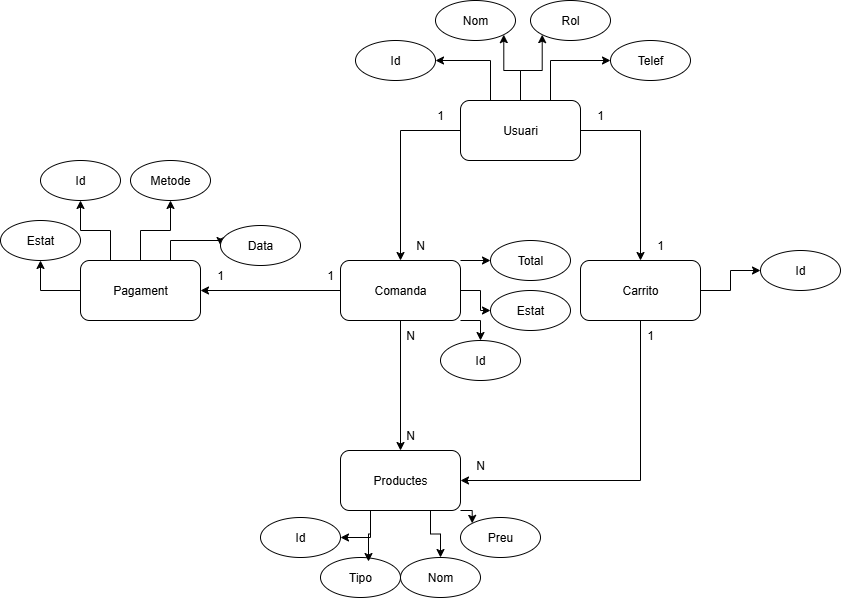 Nom
Rol
Id
Telef
1
1
Usuari
Id
Metode
Estat
Data
N
1
Total
Id
1
1
Pagament
Comanda
Carrito
Estat
N
1
Id
N
N
Productes
Id
Preu
Tipo
Nom